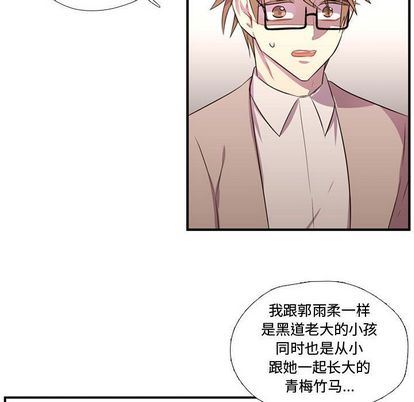 我跟郭雨柔一样
是黑道老大的小孩
同时也是从小
跟她一起长大的
青梅竹马...